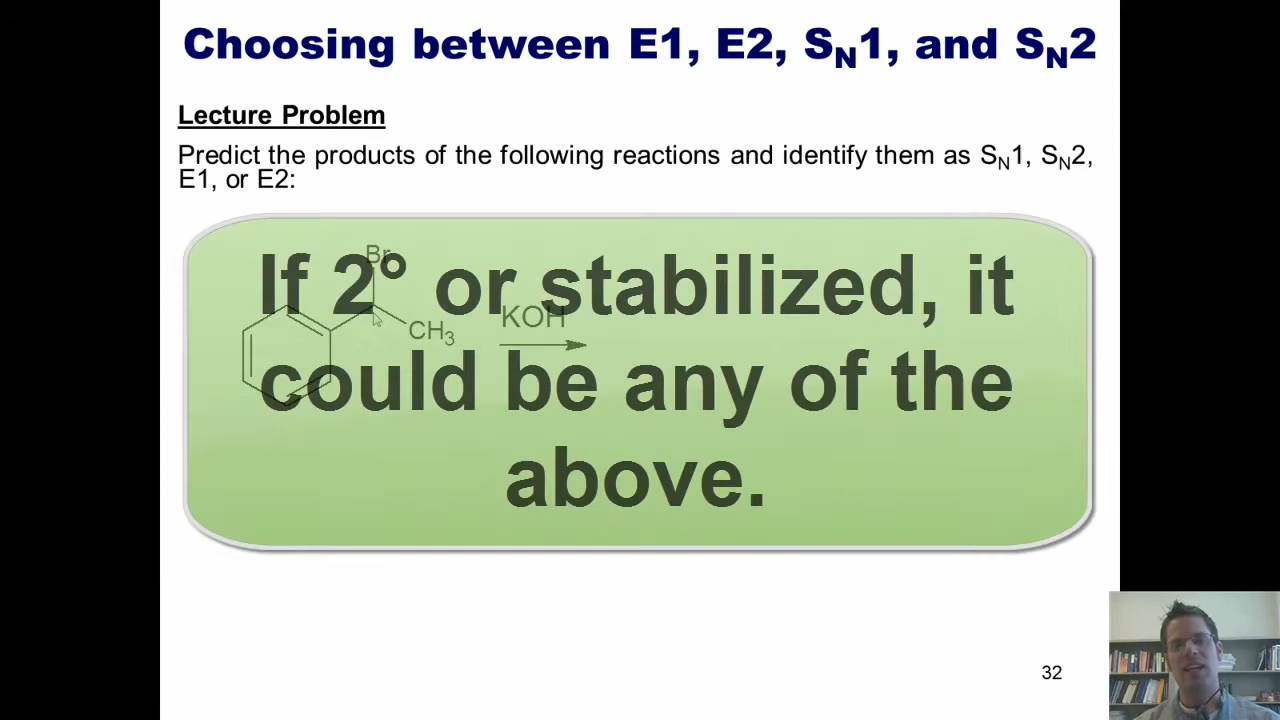 Choosing between E1, E2, SN1, and SN2
Lecture Problem
Predict the products of the following reactions and identify them as SN1, SN2,
E1, or E2:
If 2° or stabilized, it
could be any of the
above.
Br
CH3
KOH
32